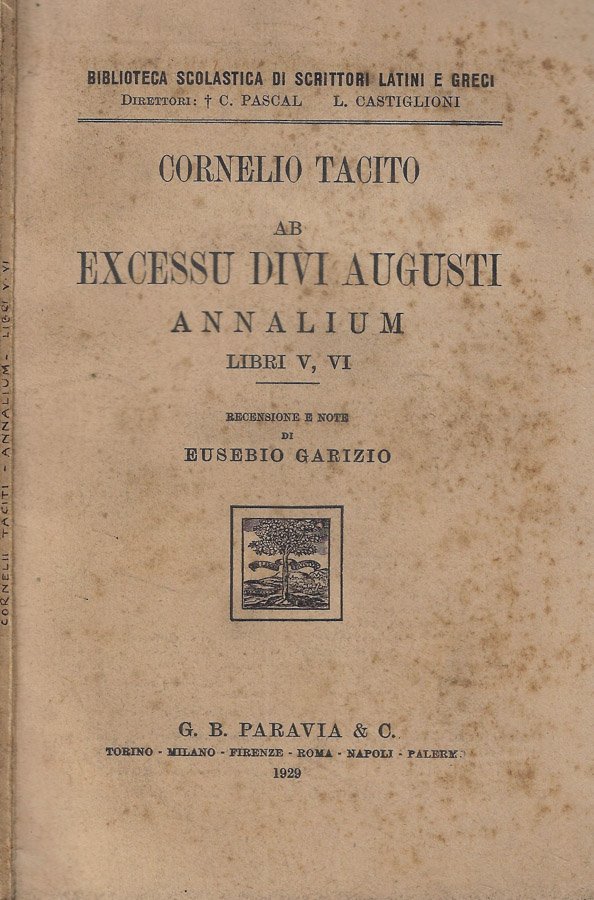 BIBLIOTECA SCOLASTICA DI SCRITTORI LATINI E GRECI
DIRETTORI: † C. PASCAL L. CASTIGLIONI
CORNELIO TACITO
AB
EXCESSU DIVI AUGUSTI
ANNALIUM
LIBRI V, VI
RECENSIONE E NOTE
DI
EUSEBIO GARIZIO
G. B. PARAVIA & C.
TORINO - MILANO - FIRENZE - ROMA - NAPOLI - PALERM
1929
CORNELII TACITI - ANNALIUM - LIBRI V-VI